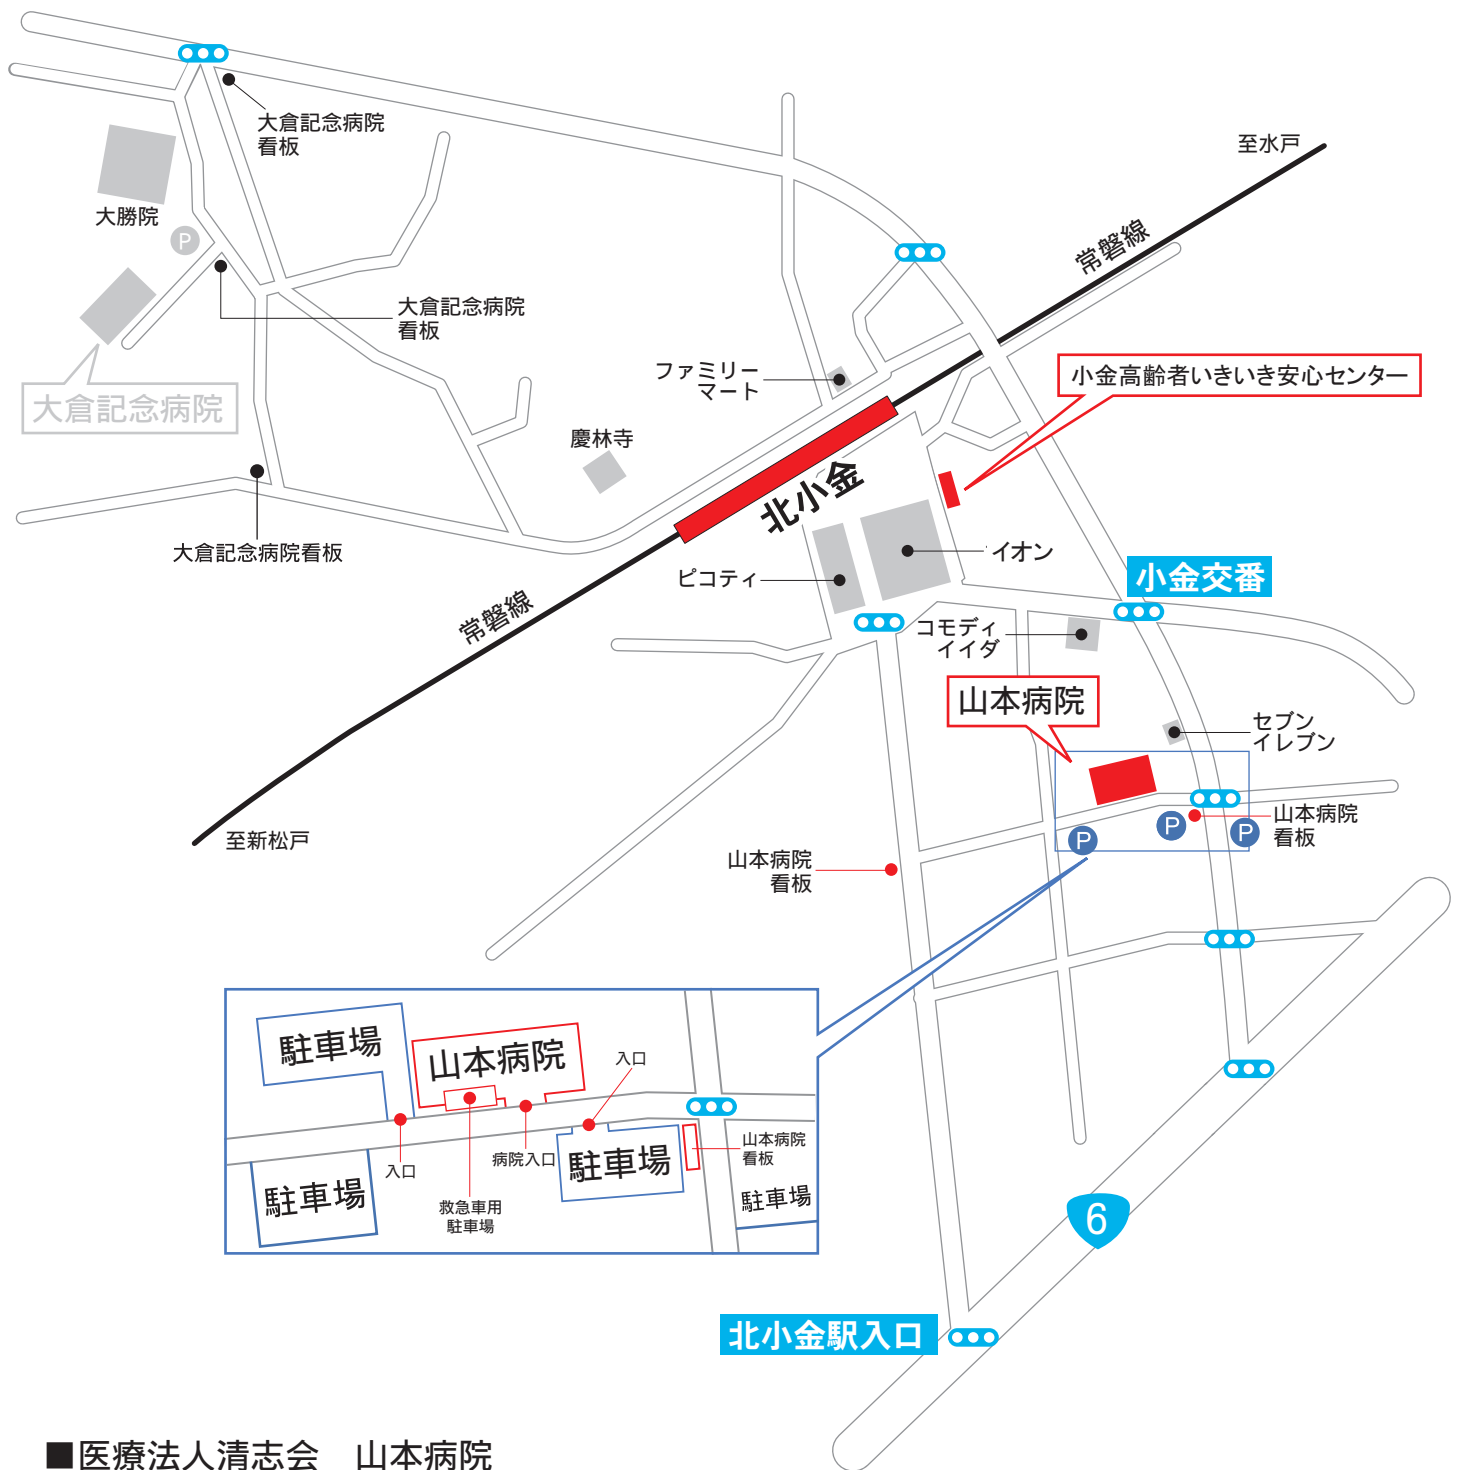 大倉記念病院
看板
至水戸
大勝院
P
常磐線
大倉記念病院
看板
ファミリー
マート
小金高齢者いきいき安心センター
大倉記念病院
慶林寺
北小金
大倉記念病院看板
イオン
ピコティ
小金交番
常磐線
コモディ
イイダ
山本病院
セブン
イレブン
至新松戸
山本病院
看板
P
P
P
山本病院
看板
駐車場
山本病院
入口
入口
病院入口
駐車場
山本病院
看板
駐車場
救急車用
駐車場
駐車場
6
北小金駅入口
■医療法人清志会　山本病院